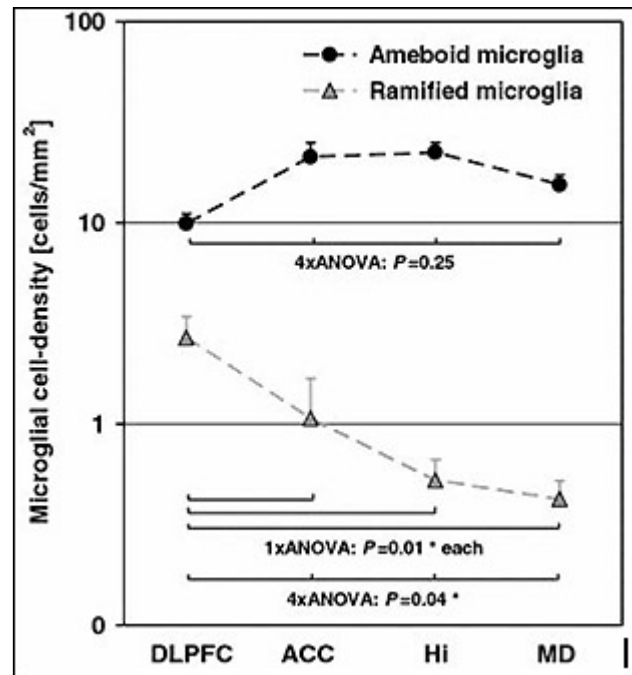 100
Ameboid microglia
Ramified microglia
Microglial cell-density [cells/mm²]
10
4xANOVA: P=0.25
1
1xANOVA: P=0.01 * each
4xANOVA: P=0.04 *
0
DLPFC ACC Hi MD